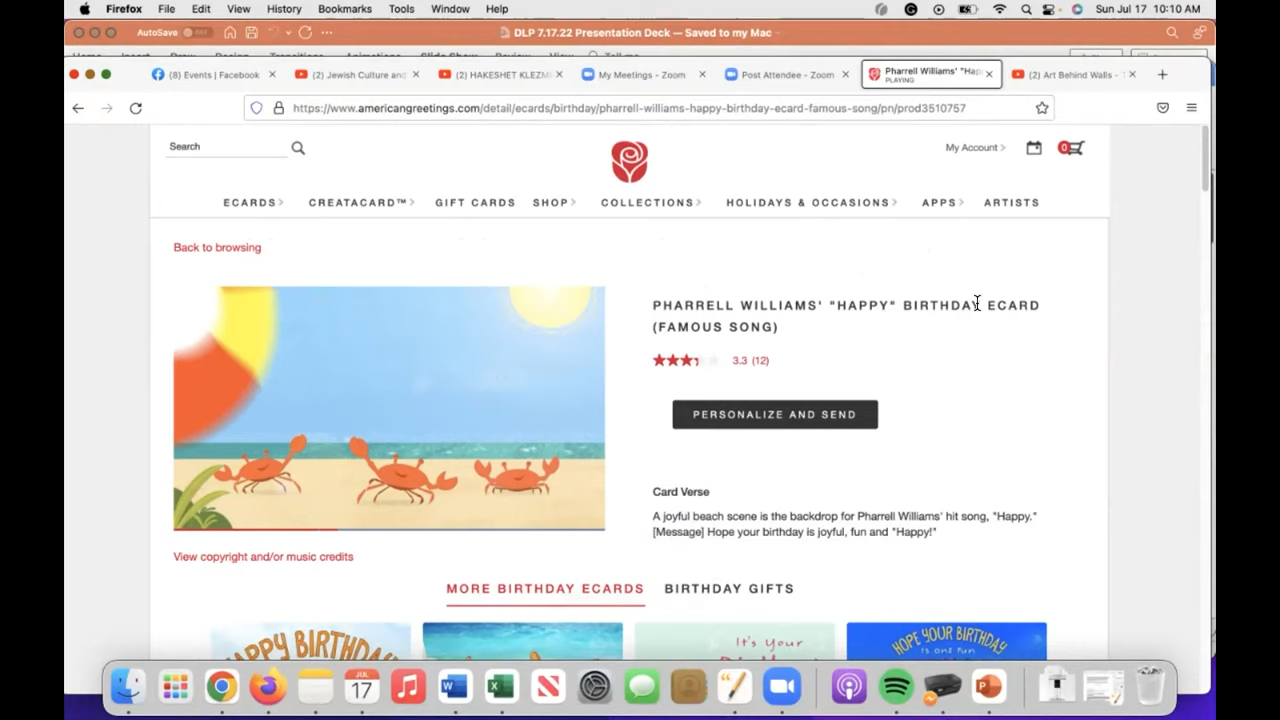 Firefox File Edit View History Bookmarks Tools Window Help Sun Jul 17 10:10 AM
AutoSave OFF DLP 7.17.22 Presentation Deck — Saved to my Mac
(8) Events | Facebook (2) Jewish Culture and (2) HAKESHET KLEZM My Meetings - Zoom Post Attendee - Zoom Pharrell Williams' "Hap (2) Art Behind Walls -
PLAYING
https://www.americangreetings.com/detail/ecards/birthday/pharrell-williams-happy-birthday-ecard-famous-song/pn/prod3510757
Search My Account > 0
ECARDS> CREATACARD™> GIFT CARDS SHOP> COLLECTIONS> HOLIDAYS & OCCASIONS> APPS> ARTISTS
Back to browsing
PHARRELL WILLIAMS' "HAPPY" BIRTHDAY ECARD
(FAMOUS SONG)
3.3 (12)
PERSONALIZE AND SEND
Card Verse
A joyful beach scene is the backdrop for Pharrell Williams' hit song, "Happy."
[Message] Hope your birthday is joyful, fun and "Happy!"
View copyright and/or music credits
MORE BIRTHDAY ECARDS BIRTHDAY GIFTS
HAPPY BIRTHDAY
It's Your
HOPE YOUR BIRTHDAY
is one fun
JUL
17